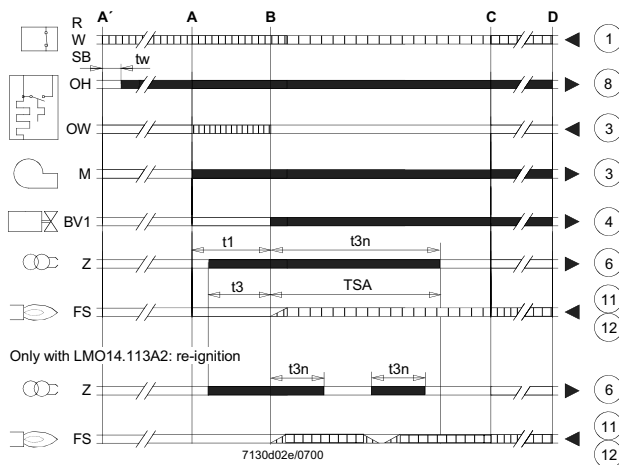 A´ A B C D
R
W 1
SB tw
OH 8
OW 3
M 3
BV1 4
t1 t3n
Z 6
t3 TSA
FS 11
12
Only with LMO14.113A2: re-ignition
t3n t3n
Z 6
FS 11
12
7130d02e/0700